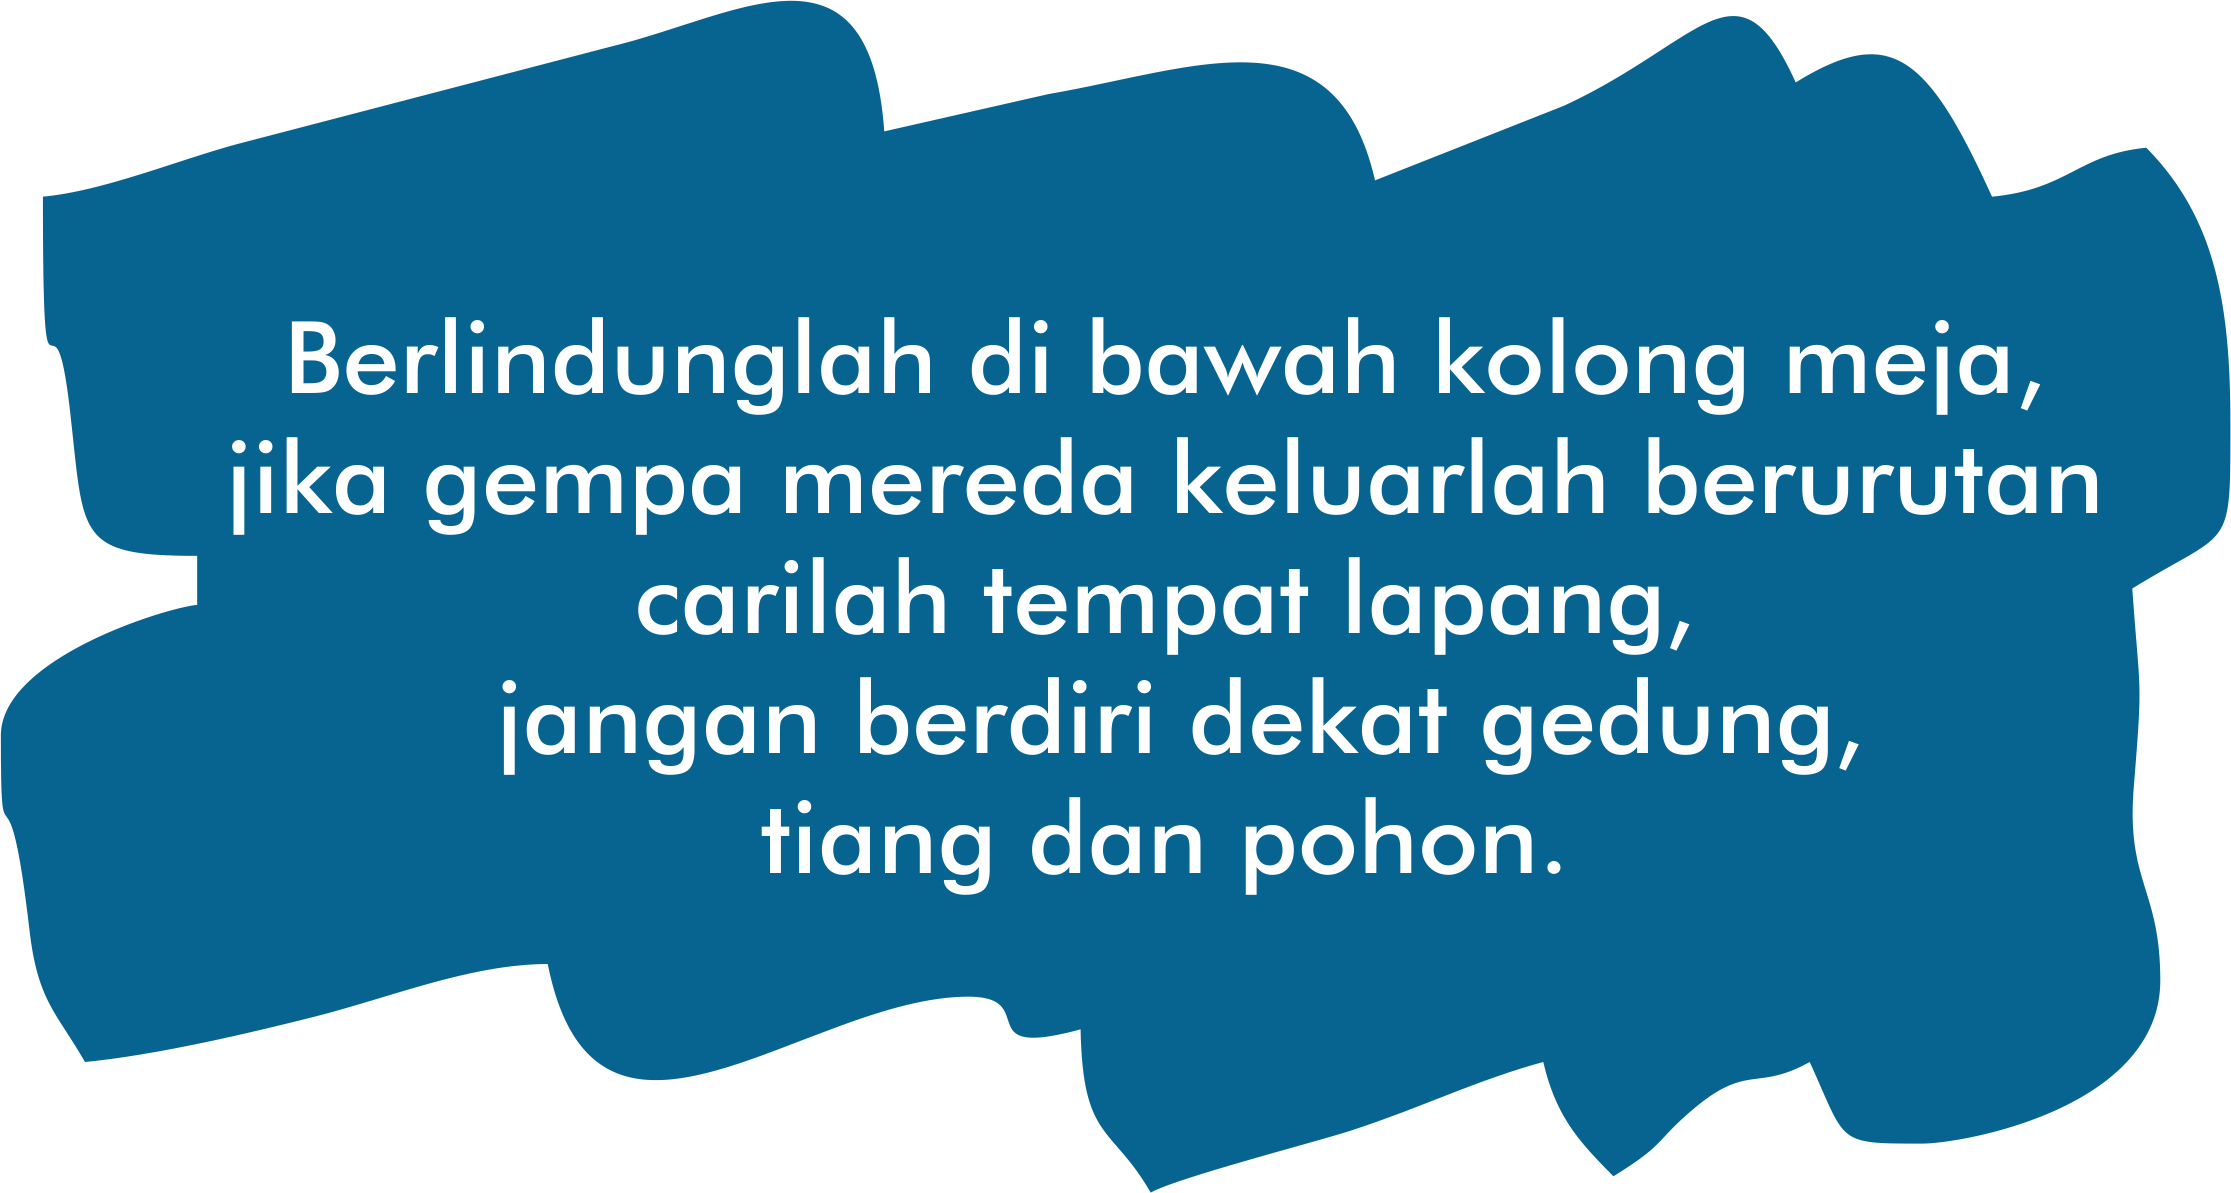 Berlindunglah di bawah kolong meja,
jika gempa mereda keluarlah berurutan
carilah tempat lapang,
jangan berdiri dekat gedung,
tiang dan pohon.